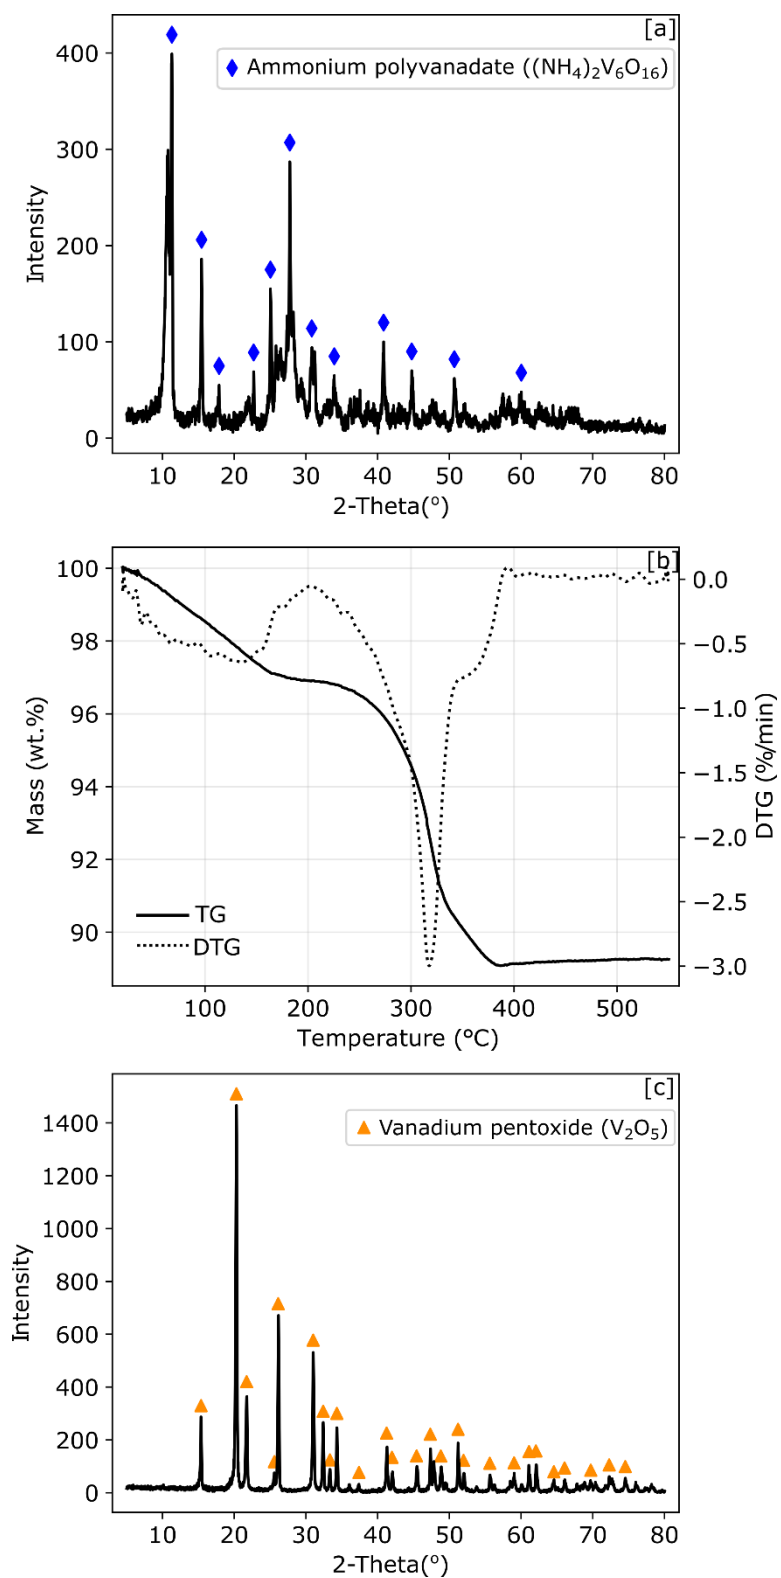 [a]
Ammonium polyvanadate ((NH₄)₂V₆O₁₆)
400
300
200
100
0
Intensity
10 20 30 40 50 60 70 80
2-Theta(°)
[b]
100
98
96
94
92
90
Mass (wt.%)
0.0
−0.5
−1.0
−1.5
−2.0
−2.5
−3.0
DTG (%/min)
TG
DTG
100 200 300 400 500
Temperature (°C)
[c]
Vanadium pentoxide (V₂O₅)
1400
1200
1000
800
600
400
200
0
Intensity
10 20 30 40 50 60 70 80
2-Theta(°)